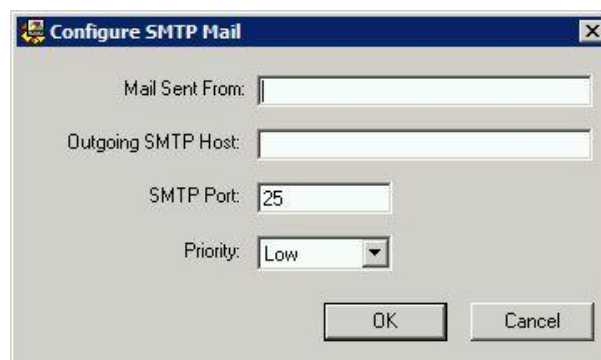 Configure SMTP Mail
Mail Sent From:
Outgoing SMTP Host:
SMTP Port: 25
Priority: Low
OK Cancel